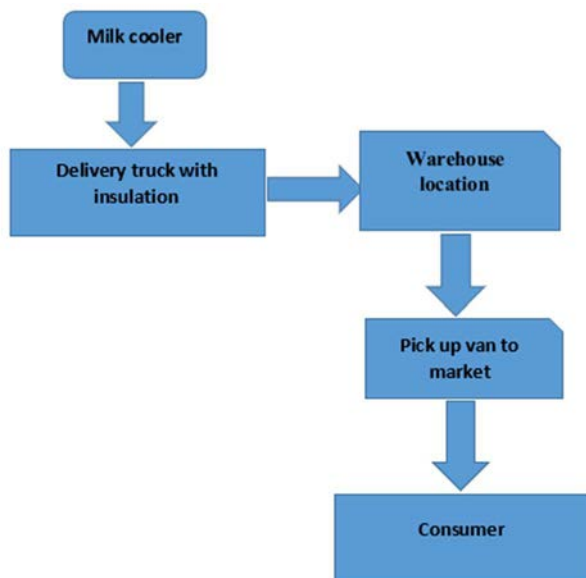 Milk cooler
Delivery truck with
insulation
Warehouse
location
Pick up van to
market
Consumer